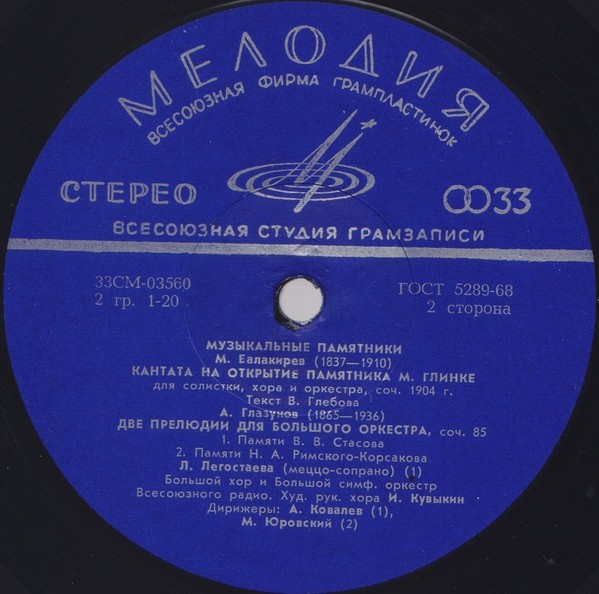 МЕЛОДИЯ
ВСЕСОЮЗНАЯ ФИРМА ГРАМПЛАСТИНОК
СТЕРЕО
33
ВСЕСОЮЗНАЯ СТУДИЯ ГРАМЗАПИСИ
33СМ-03560
ГОСТ 5289-68
2 гр. 1-20
2 сторона
МУЗЫКАЛЬНЫЕ ПАМЯТНИКИ
М. Еалакирев (1837—1910)
КАНТАТА НА ОТКРЫТИЕ ПАМЯТНИКА М. ГЛИНКЕ
для солистки, хора и оркестра, соч. 1904 г.
Текст В. Глебова
А. Глазунов (1865—1936)
ДВЕ ПРЕЛЮДИИ ДЛЯ БОЛЬШОГО ОРКЕСТРА, соч. 85
1. Памяти В. В. Стасова
2. Памяти Н. А. Римского-Корсакова
Л. Легостаева (меццо-сопрано) (1)
Большой хор и Большой симф. оркестр
Всесоюзного радио. Худ. рук. хора И. Кувыкин
Дирижеры: А. Ковалев (1),
М. Юровский (2)